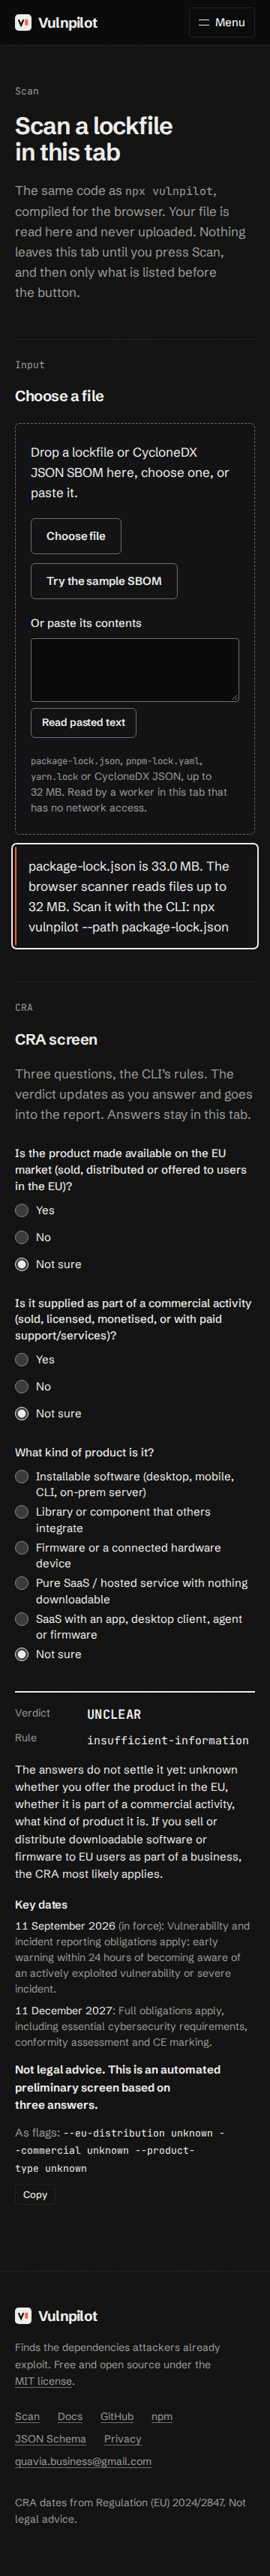 Vulnpilot
Menu
Scan
Scan a lockfile
in this tab
The same code as npx vulnpilot,
compiled for the browser. Your file is
read here and never uploaded. Nothing
leaves this tab until you press Scan,
and then only what is listed before
the button.
Input
Choose a file
Drop a lockfile or CycloneDX
JSON SBOM here, choose one, or
paste it.
Choose file
Try the sample SBOM
Or paste its contents
Read pasted text
package-lock.json, pnpm-lock.yaml,
yarn.lock or CycloneDX JSON, up to
32 MB. Read by a worker in this tab that
has no network access.
package-lock.json is 33.0 MB. The
browser scanner reads files up to
32 MB. Scan it with the CLI: npx
vulnpilot --path package-lock.json
CRA
CRA screen
Three questions, the CLI's rules. The
verdict updates as you answer and goes
into the report. Answers stay in this tab.
Is the product made available on the EU
market (sold, distributed or offered to users
in the EU)?
Yes
No
Not sure
Is it supplied as part of a commercial activity
(sold, licensed, monetised, or with paid
support/services)?
Yes
No
Not sure
What kind of product is it?
Installable software (desktop, mobile,
CLI, on-prem server)
Library or component that others
integrate
Firmware or a connected hardware
device
Pure SaaS / hosted service with nothing
downloadable
SaaS with an app, desktop client, agent
or firmware
Not sure
Verdict UNCLEAR
Rule insufficient-information
The answers do not settle it yet: unknown
whether you offer the product in the EU,
whether it is part of a commercial activity,
what kind of product it is. If you sell or
distribute downloadable software or
firmware to EU users as part of a business,
the CRA most likely applies.
Key dates
11 September 2026 (in force): Vulnerability and
incident reporting obligations apply: early
warning within 24 hours of becoming aware of
an actively exploited vulnerability or severe
incident.
11 December 2027: Full obligations apply,
including essential cybersecurity requirements,
conformity assessment and CE marking.
Not legal advice. This is an automated
preliminary screen based on
three answers.
As flags: --eu-distribution unknown -
-commercial unknown --product-
type unknown
Copy
Vulnpilot
Finds the dependencies attackers already
exploit. Free and open source under the
MIT license.
Scan Docs GitHub npm
JSON Schema Privacy
quavia.business@gmail.com
CRA dates from Regulation (EU) 2024/2847. Not
legal advice.